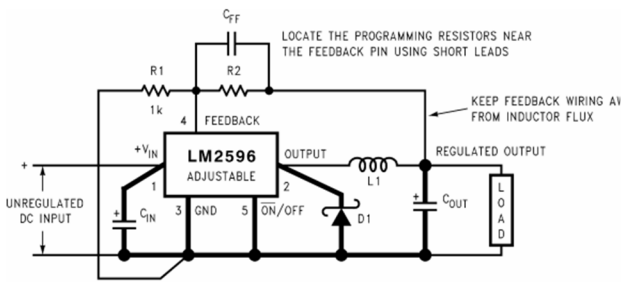 CFF
LOCATE THE PROGRAMMING RESISTORS NEAR
THE FEEDBACK PIN USING SHORT LEADS
R1
R2
1k
4 FEEDBACK
KEEP FEEDBACK WIRING
FROM INDUCTOR FLUX
+VIN
LM2596
ADJUSTABLE
OUTPUT
REGULATED OUTPUT
+
1
2
L1
UNREGULATED
DC INPUT
+
CIN
3 GND
5 ON/OFF
D1
+
COUT
LOAD